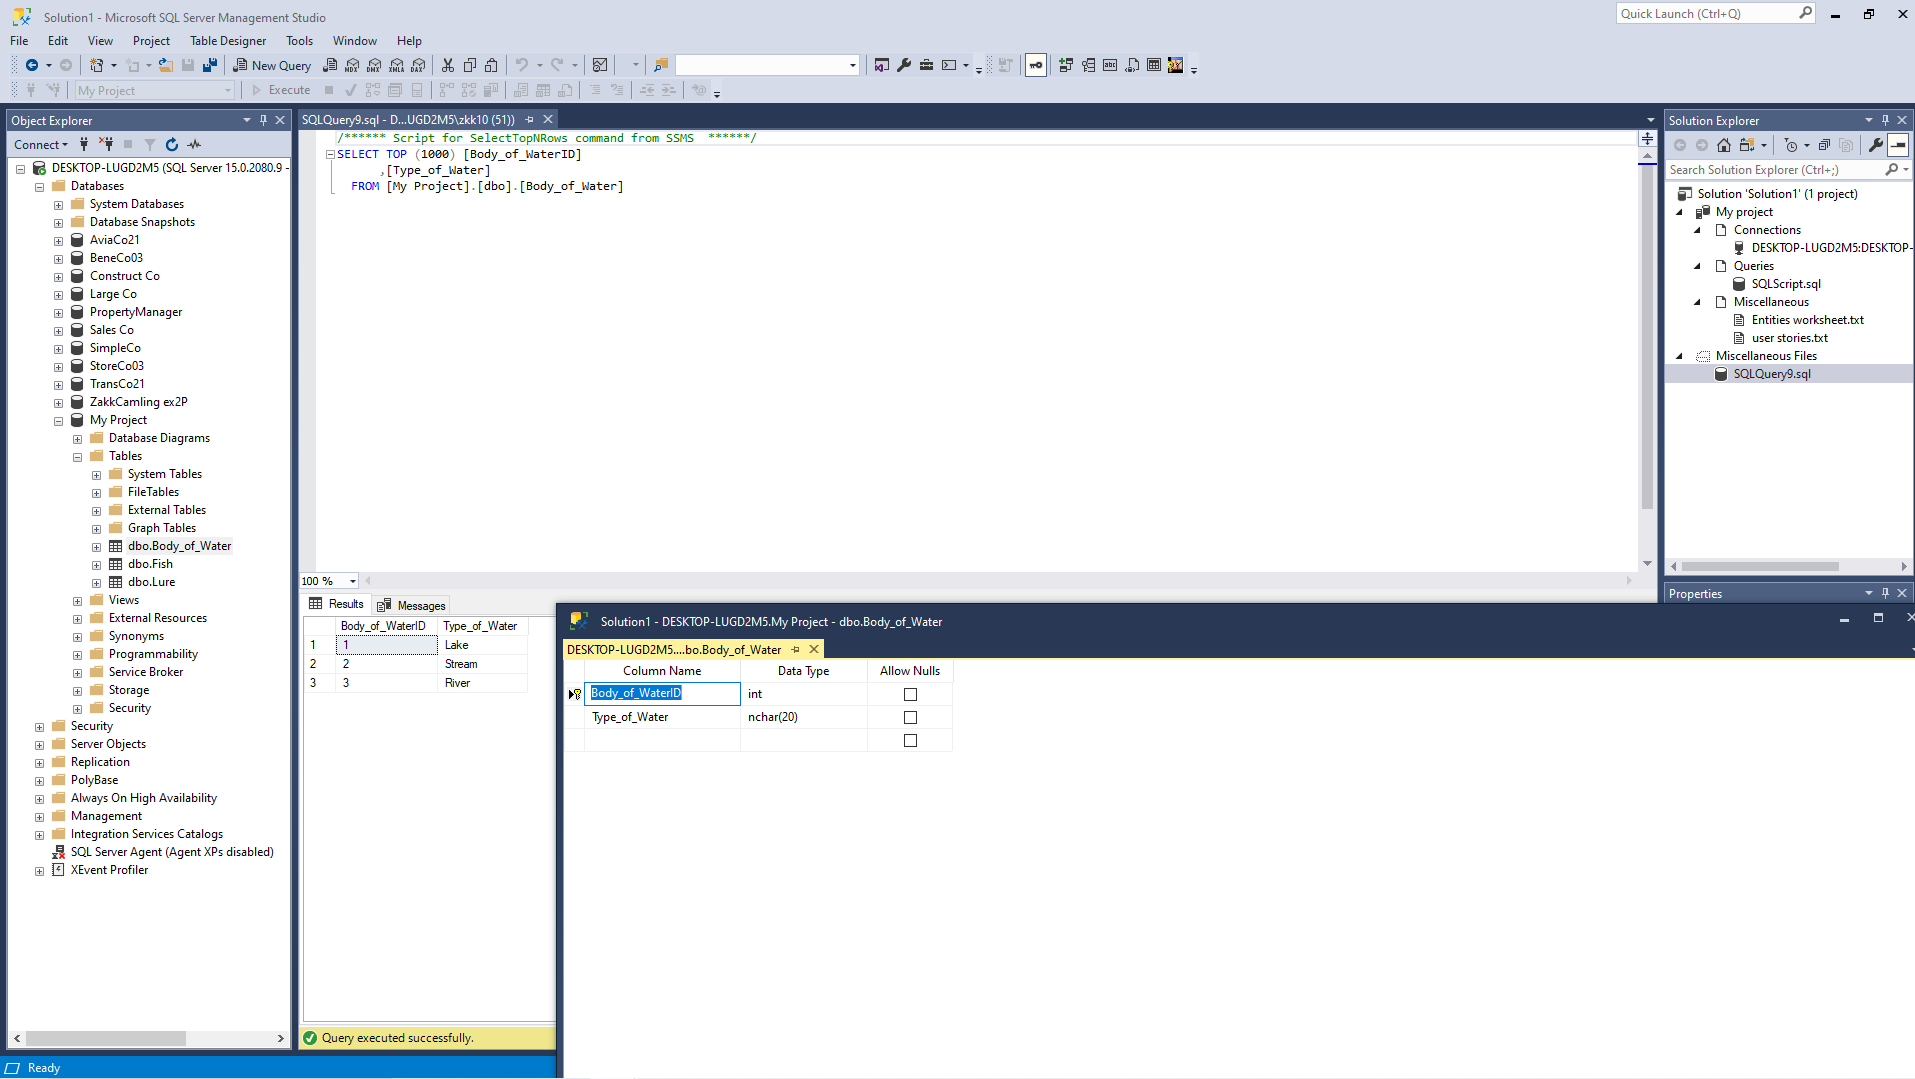 Solution1 - Microsoft SQL Server Management Studio
Quick Launch (Ctrl+Q)
File Edit View Project Table Designer Tools Window Help
New Query
MDX DMX XMLA DAX
My Project Execute
Object Explorer
Connect
DESKTOP-LUGD2M5 (SQL Server 15.0.2080.9 -
Databases
System Databases
Database Snapshots
AviaCo21
BeneCo03
Construct Co
Large Co
PropertyManager
Sales Co
SimpleCo
StoreCo03
TransCo21
ZakkCamling ex2P
My Project
Database Diagrams
Tables
System Tables
FileTables
External Tables
Graph Tables
dbo.Body_of_Water
dbo.Fish
dbo.Lure
Views
External Resources
Synonyms
Programmability
Service Broker
Storage
Security
Security
Server Objects
Replication
PolyBase
Always On High Availability
Management
Integration Services Catalogs
SQL Server Agent (Agent XPs disabled)
XEvent Profiler
SQLQuery9.sql - D...UGD2M5\zkk10 (51))
/****** Script for SelectTopNRows command from SSMS  ******/
SELECT TOP (1000) [Body_of_WaterID]
,[Type_of_Water]
FROM [My Project].[dbo].[Body_of_Water]
100 %
Results Messages
Body_of_WaterID Type_of_Water
1 1 Lake
2 2 Stream
3 3 River
Query executed successfully.
Solution1 - DESKTOP-LUGD2M5.My Project - dbo.Body_of_Water
DESKTOP-LUGD2M5....bo.Body_of_Water
Column Name Data Type Allow Nulls
Body_of_WaterID int
Type_of_Water nchar(20)
Solution Explorer
Search Solution Explorer (Ctrl+;)
Solution 'Solution1' (1 project)
My project
Connections
DESKTOP-LUGD2M5:DESKTOP-
Queries
SQLScript.sql
Miscellaneous
Entities worksheet.txt
user stories.txt
Miscellaneous Files
SQLQuery9.sql
Properties
Ready